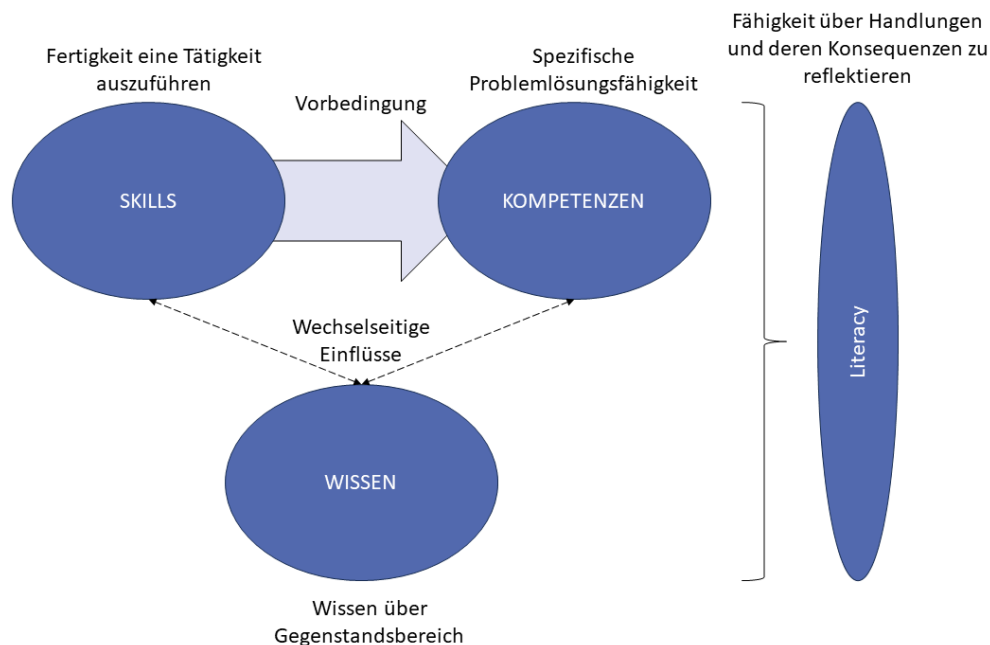 Fertigkeit eine Tätigkeit
auszuführen
Vorbedingung
Spezifische
Problemlösungsfähigkeit
Fähigkeit über Handlungen
und deren Konsequenzen zu
reflektieren
SKILLS
KOMPETENZEN
Wechselseitige
Einflüsse
Literacy
WISSEN
Wissen über
Gegenstandsbereich